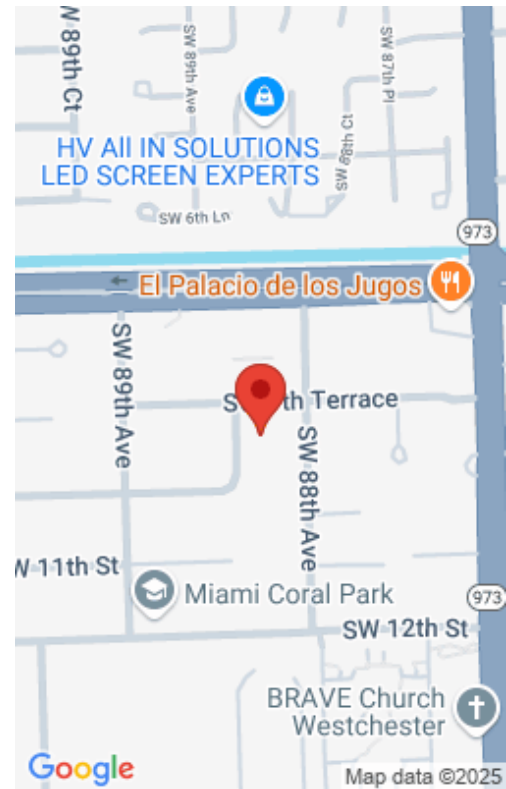 W 89th Ct
SW 89th Ave
SW 87th Pl
HV All IN SOLUTIONS
LED SCREEN EXPERTS
SW 88th Ct
SW 6th Ln
973
El Palacio de los Jugos
SW 89th Ave
th Terrace
SW 88th Ave
W 11th St
Miami Coral Park
973
SW 12th St
BRAVE Church
Westchester
Google
Map data ©2025